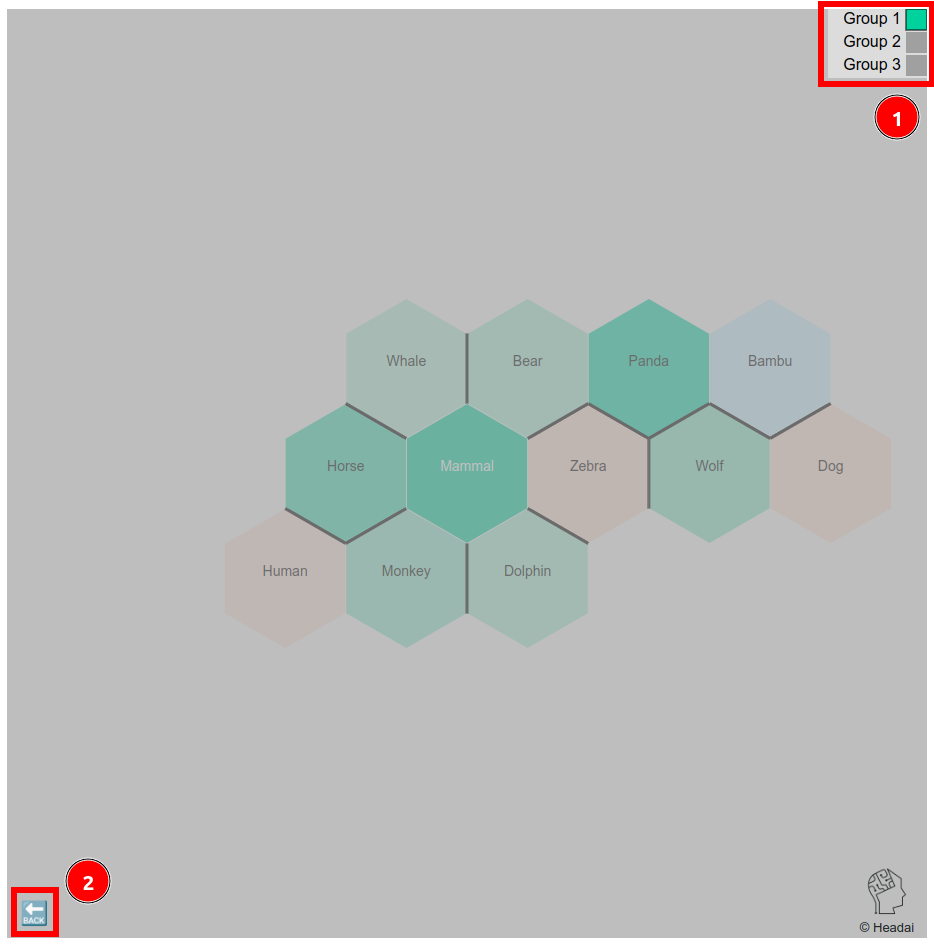 Group 1
Group 2
Group 3
1
Whale Bear Panda Bambu
Horse Mammal Zebra Wolf Dog
Human Monkey Dolphin
2
BACK
© Headai